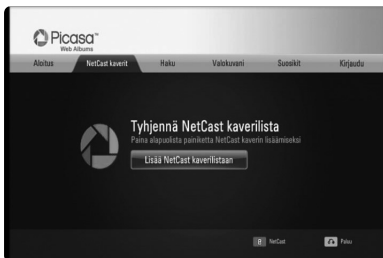 Picasa™
Web Albums
Aloitus NetCast kaverit Haku Valokuvani Suosikit Kirjaudu
Tyhjennä NetCast kaverilista
Paina alapuolista painiketta NetCast kaverin lisäämiseksi
Lisää NetCast kaverilistaan
NetCast Paluu